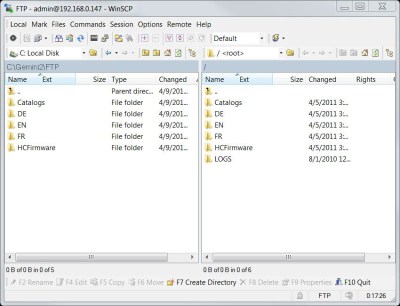 FTP - admin@192.168.0.147 - WinSCP
Local Mark Files Commands Session Options Remote Help
Default
C: Local Disk
/ <root>
C:\Gemini2\FTP
/
Name Ext Size Type Changed
.. Parent direc... 4/9/201...
Catalogs File folder 4/9/201...
DE File folder 4/9/201...
EN File folder 4/9/201...
FR File folder 4/9/201...
HCFirmware File folder 4/9/201...
Name Ext Size Changed Rights
..
Catalogs 4/5/2011 3:...
DE 4/5/2011 3:...
EN 4/5/2011 3:...
FR 4/5/2011 3:...
HCFirmware 4/5/2011 3:...
LOGS 8/1/2010 12...
0 B of 0 B in 0 of 5
0 B of 0 B in 0 of 6
F2 Rename F4 Edit F5 Copy F6 Move F7 Create Directory F8 Delete F9 Properties F10 Quit
FTP 0:17:26